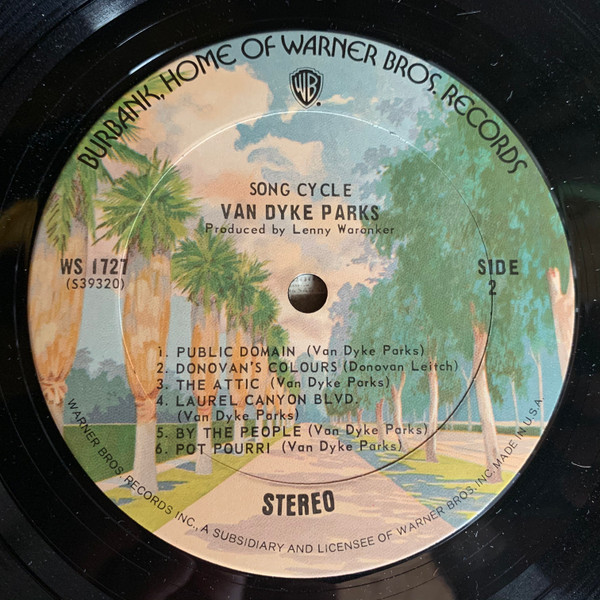 BURBANK, HOME OF WARNER BROS. RECORDS
WB
SONG CYCLE
VAN DYKE PARKS
Produced by Lenny Waronker
WS 1727
(S39320)
SIDE
2
1. PUBLIC DOMAIN (Van Dyke Parks)
2. DONOVAN'S COLOURS (Donovan Leitch)
3. THE ATTIC (Van Dyke Parks)
4. LAUREL CANYON BLVD.
(Van Dyke Parks)
5. BY THE PEOPLE (Van Dyke Parks)
6. POT POURRI (Van Dyke Parks)
STEREO
WARNER BROS. RECORDS INC., A SUBSIDIARY AND LICENSEE OF WARNER BROS. INC. MADE IN U.S.A.